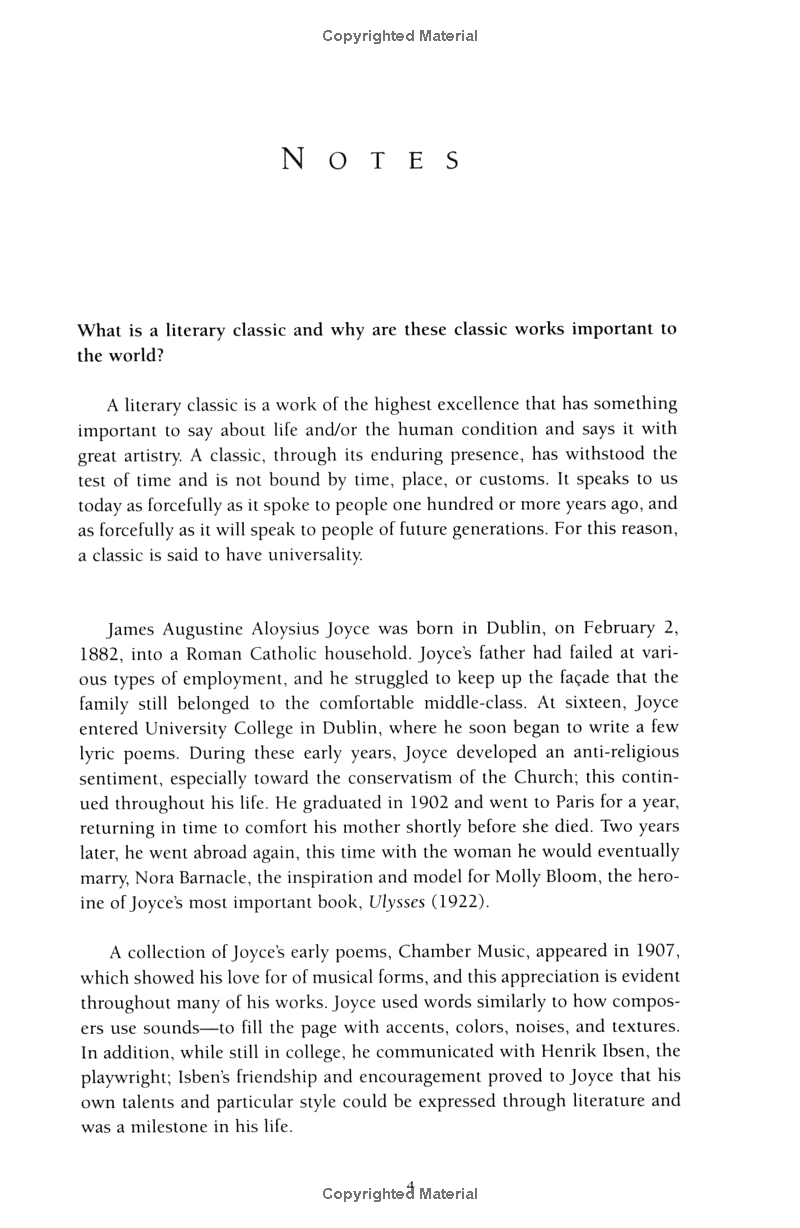 Copyrighted Material
NOTES
What is a literary classic and why are these classic works important to
the world?
A literary classic is a work of the highest excellence that has something
important to say about life and/or the human condition and says it with
great artistry. A classic, through its enduring presence, has withstood the
test of time and is not bound by time, place, or customs. It speaks to us
today as forcefully as it spoke to people one hundred or more years ago, and
as forcefully as it will speak to people of future generations. For this reason,
a classic is said to have universality.
James Augustine Aloysius Joyce was born in Dublin, on February 2,
1882, into a Roman Catholic household. Joyce's father had failed at vari-
ous types of employment, and he struggled to keep up the façade that the
family still belonged to the comfortable middle-class. At sixteen, Joyce
entered University College in Dublin, where he soon began to write a few
lyric poems. During these early years, Joyce developed an anti-religious
sentiment, especially toward the conservatism of the Church; this contin-
ued throughout his life. He graduated in 1902 and went to Paris for a year,
returning in time to comfort his mother shortly before she died. Two years
later, he went abroad again, this time with the woman he would eventually
marry, Nora Barnacle, the inspiration and model for Molly Bloom, the hero-
ine of Joyce's most important book, Ulysses (1922).
A collection of Joyce's early poems, Chamber Music, appeared in 1907,
which showed his love for of musical forms, and this appreciation is evident
throughout many of his works. Joyce used words similarly to how compos-
ers use sounds—to fill the page with accents, colors, noises, and textures.
In addition, while still in college, he communicated with Henrik Ibsen, the
playwright; Isben's friendship and encouragement proved to Joyce that his
own talents and particular style could be expressed through literature and
was a milestone in his life.
4
Copyrighted Material